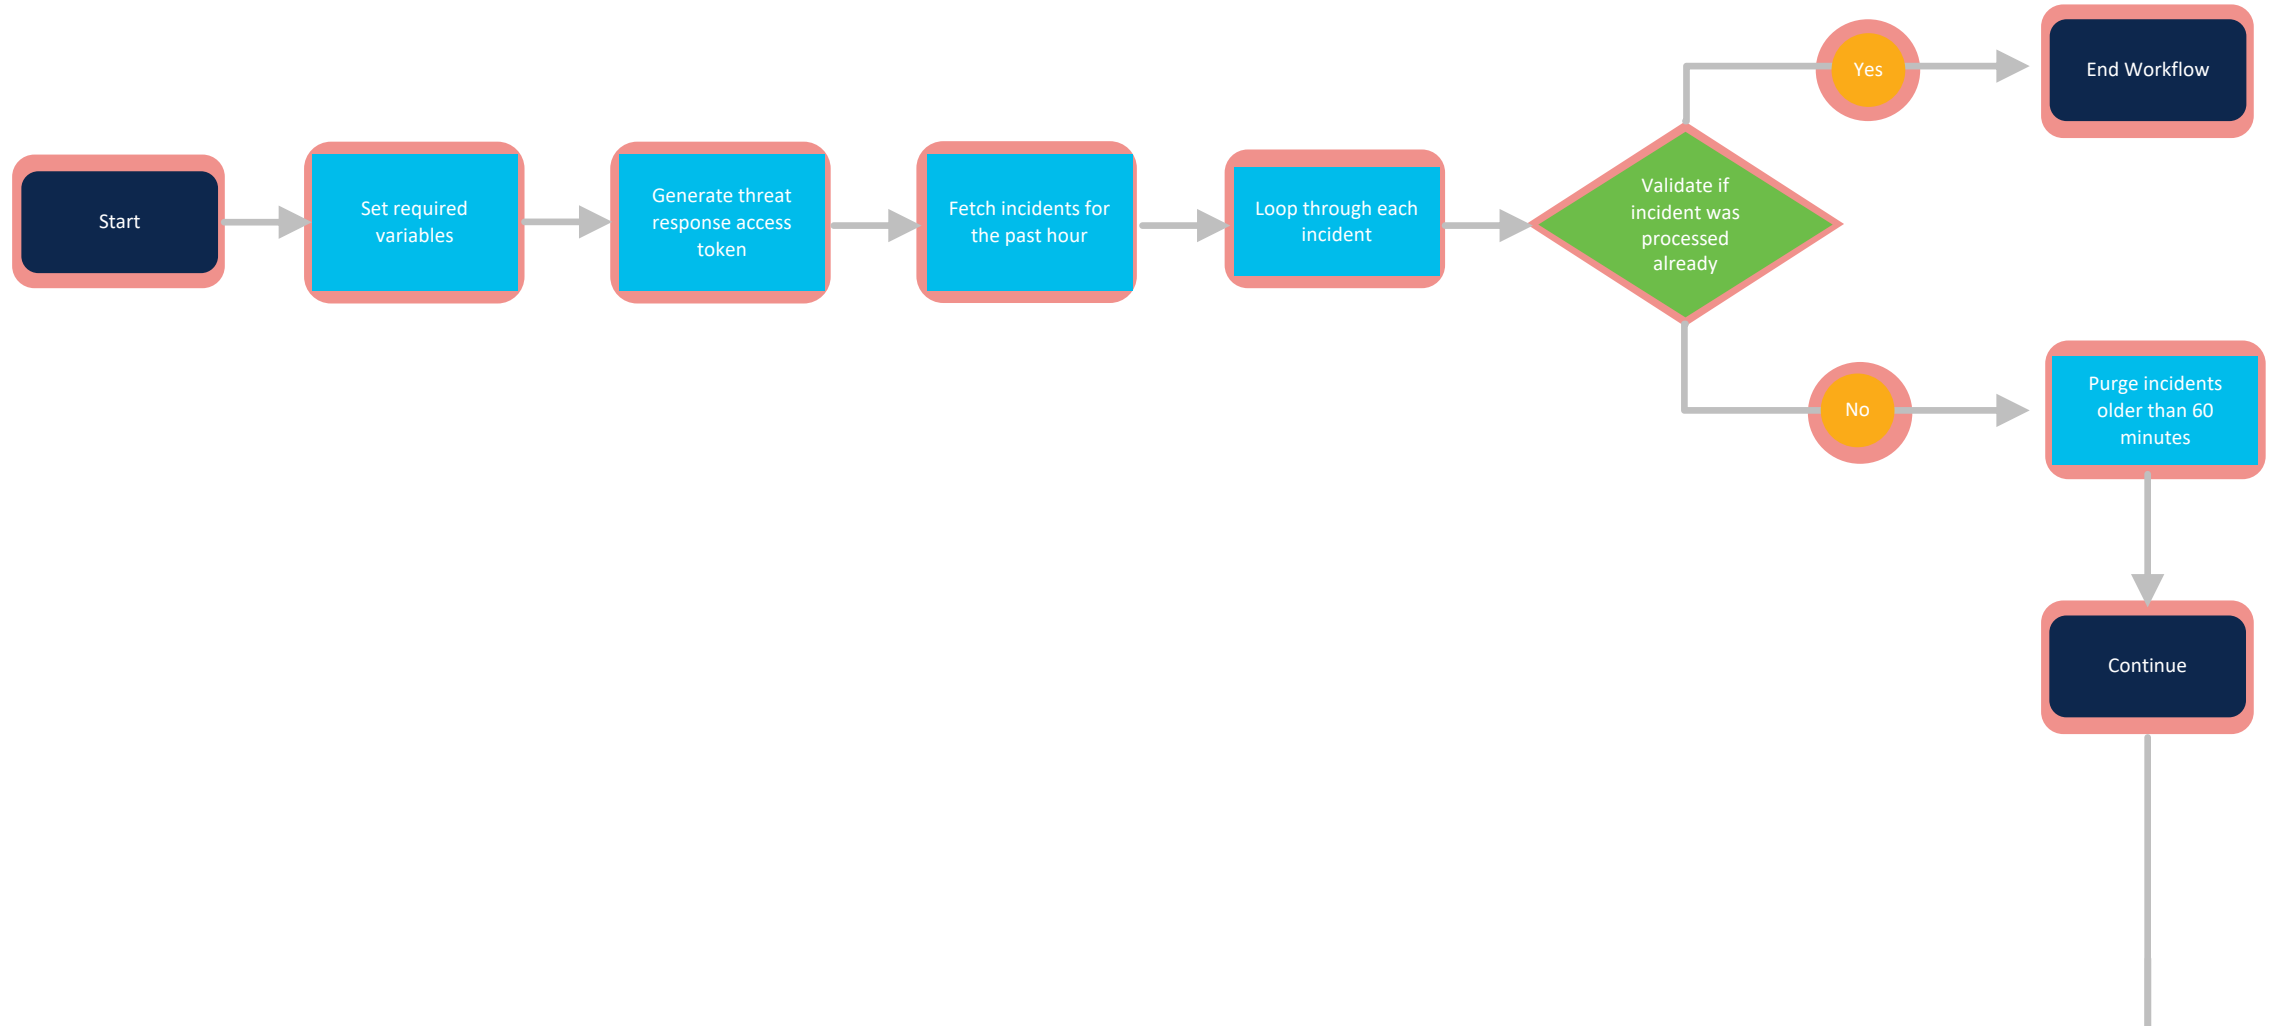 Start
Set required
variables
Generate threat
response access
token
Fetch incidents for
the past hour
Loop through each
incident
Validate if
incident was
processed
already
Yes
End Workflow
No
Purge incidents
older than 60
minutes
Continue